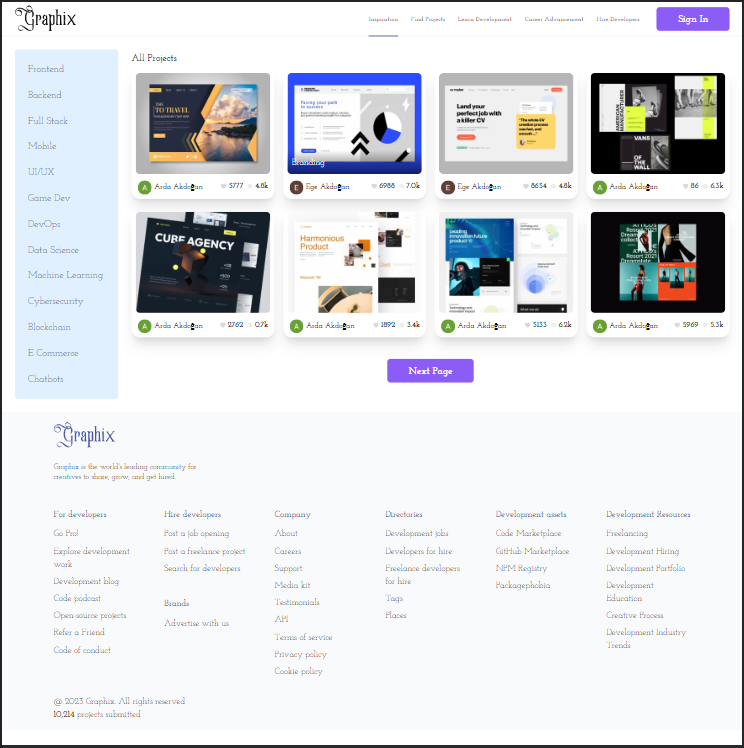 Graphix
Inspiration Find Projects Learn Development Career Advancement Hire Developers
Sign In
All Projects
Frontend
Backend
Full Stack
Mobile
UI/UX
Game Dev
DevOps
Data Science
Machine Learning
Cybersecurity
Blockchain
E Commerce
Chatbots
TO TRAVEL
Facing your path
to success
Branding
Land your
perfect job with
a killer CV
"The whole CV
creation process
AMERICAN
MANUFACTURER
VANS
OF THE
WALL
A Arda Akdoğan 5777 4.8k
E Ege Akdoğan 6988 7.0k
E Ege Akdoğan 8654 4.8k
A Arda Akdoğan 86 6.3k
CUBE AGENCY
Harmonious
Product
Leading
innovation future
product
Resort 2021
A Arda Akdoğan 2762 0.7k
A Arda Akdoğan 1892 3.4k
A Arda Akdoğan 5133 6.2k
A Arda Akdoğan 5969 5.3k
Next Page
Graphix
Graphix is the world's leading community for
creatives to share, grow, and get hired.
For developers
Go Pro!
Explore development
work
Development blog
Code podcast
Open-source projects
Refer a Friend
Code of conduct
Hire developers
Post a job opening
Post a freelance project
Search for developers
Brands
Advertise with us
Company
About
Careers
Support
Media kit
Testimonials
API
Terms of service
Privacy policy
Cookie policy
Directories
Development jobs
Developers for hire
Freelance developers
for hire
Tags
Places
Development assets
Code Marketplace
GitHub Marketplace
NPM Registry
Packagephobia
Development Resources
Freelancing
Development Hiring
Development Portfolio
Development
Education
Creative Process
Development Industry
Trends
@ 2023 Graphix. All rights reserved
10,214 projects submitted